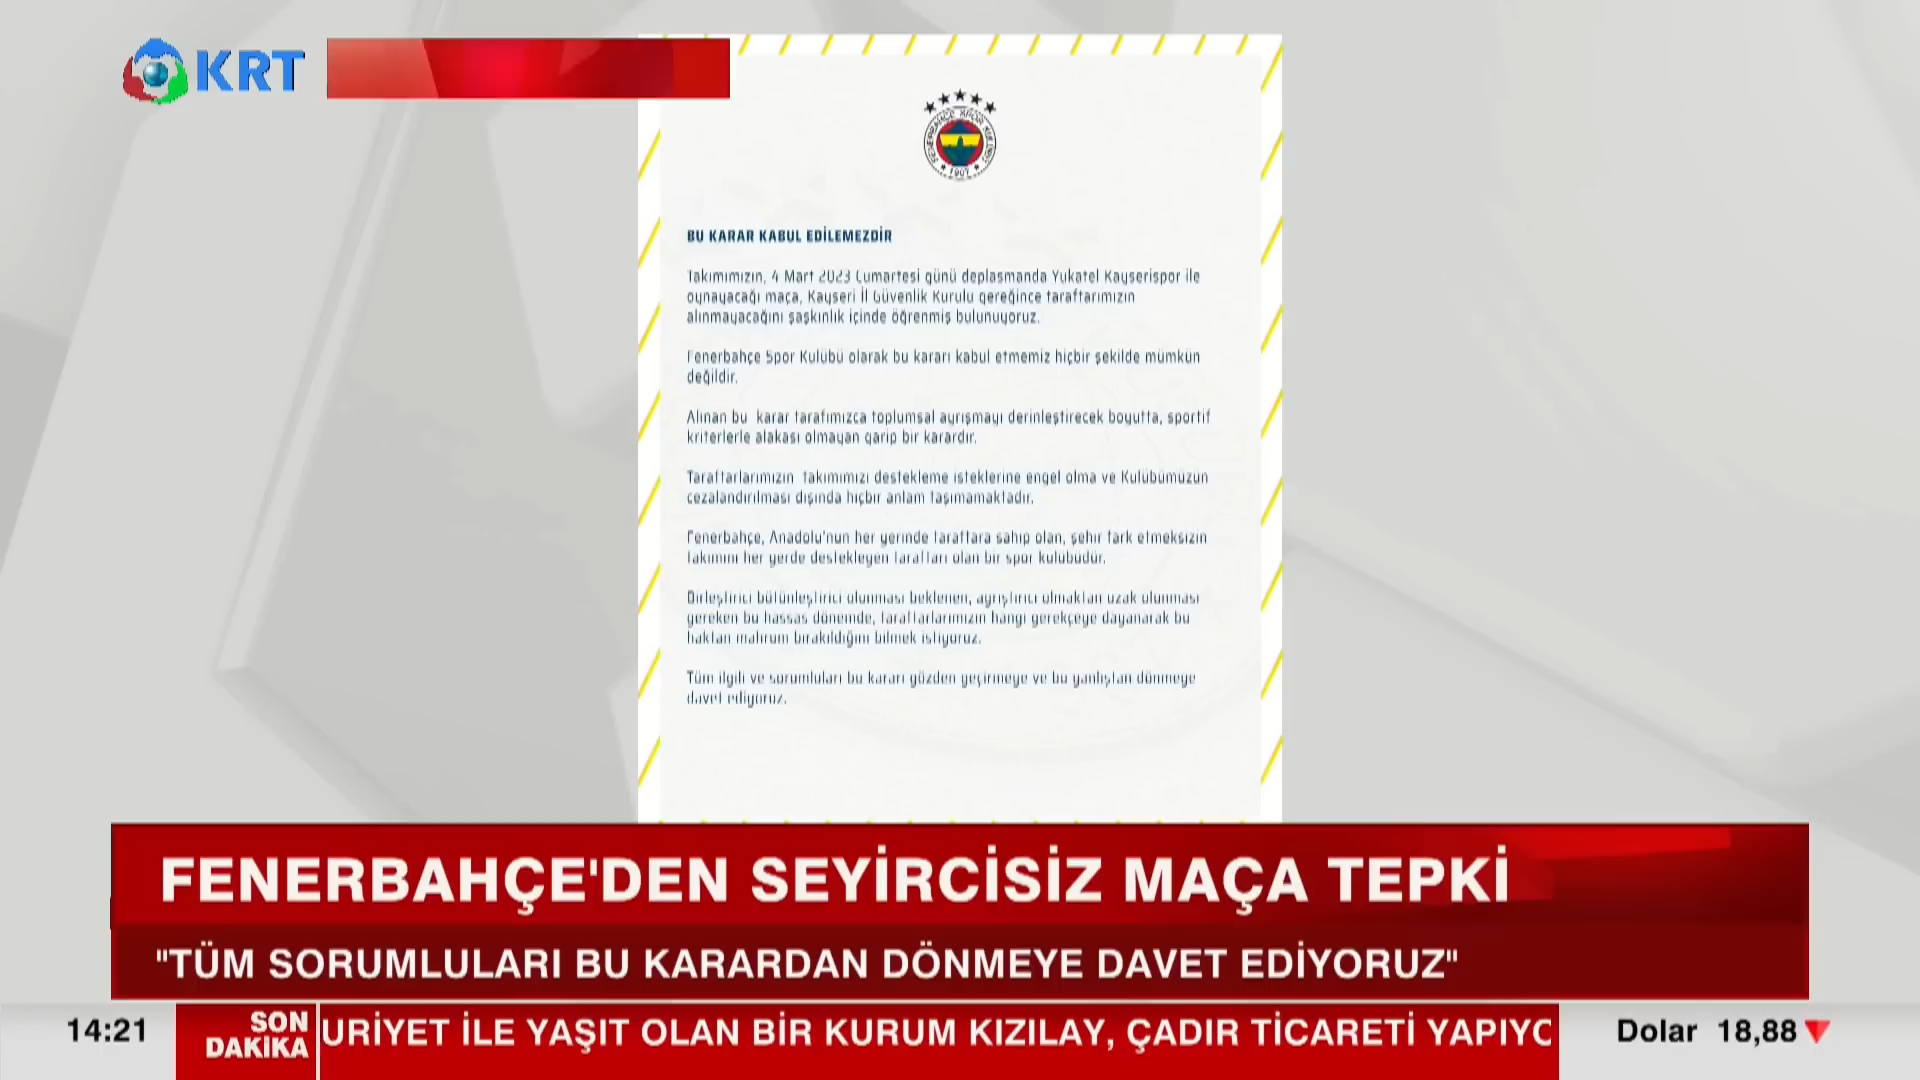 KRT
FENERBAHÇE SPOR KULÜBÜ
1907
BU KARAR KABUL EDİLEMEZDİR
Takımımızın, 4 Mart 2023 Cumartesi günü deplasmanda Yukatel Kayserispor ile
oynayacağı maça, Kayseri İl Güvenlik Kurulu gereğince taraftarımızın
alınmayacağını şaşkınlık içinde öğrenmiş bulunuyoruz.
Fenerbahçe Spor Kulübü olarak bu kararı kabul etmemiz hiçbir şekilde mümkün
değildir.
Alınan bu karar tarafımızca toplumsal ayrışmayı derinleştirecek boyutta, sportif
kriterlerle alakası olmayan garip bir karardır.
Taraftarlarımızın takımımızı destekleme isteklerine engel olma ve Kulübümüzün
cezalandırılması dışında hiçbir anlam taşımamaktadır.
Fenerbahçe, Anadolu'nun her yerinde taraftara sahip olan, şehir fark etmeksizin
takımını her yerde destekleyen taraftarı olan bir spor kulübüdür.
Birleştirici bütünleştirici olunması beklenen, ayrıştırıcı olmaktan uzak olunması
gereken bu hassas dönemde, taraftarlarımızın hangi gerekçeye dayanarak bu
haktan mahrum bırakıldığını bilmek istiyoruz.
Tüm ilgili ve sorumluları bu kararı gözden geçirmeye ve bu yanlıştan dönmeye
davet ediyoruz.
FENERBAHÇE'DEN SEYİRCİSİZ MAÇA TEPKİ
"TÜM SORUMLULARI BU KARARDAN DÖNMEYE DAVET EDİYORUZ"
14:21
SON
DAKİKA
URİYET İLE YAŞIT OLAN BİR KURUM KIZILAY, ÇADIR TİCARETİ YAPIYO
Dolar 18,88